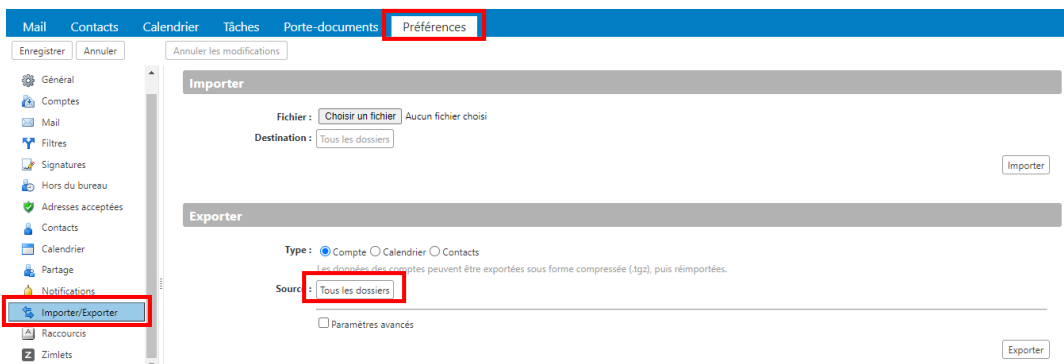 Mail Contacts Calendrier Tâches Porte-documents Préférences
Enregistrer Annuler Annuler les modifications
Général
Comptes
Mail
Filtres
Signatures
Hors du bureau
Adresses acceptées
Contacts
Calendrier
Partage
Notifications
Importer/Exporter
Raccourcis
Z Zimlets
Importer
Fichier : Choisir un fichier Aucun fichier choisi
Destination : Tous les dossiers
Importer
Exporter
Type : Compte Calendrier Contacts
Les données des comptes peuvent être exportées sous forme compressée (.tgz), puis réimportées.
Source : Tous les dossiers
Paramètres avancés
Exporter